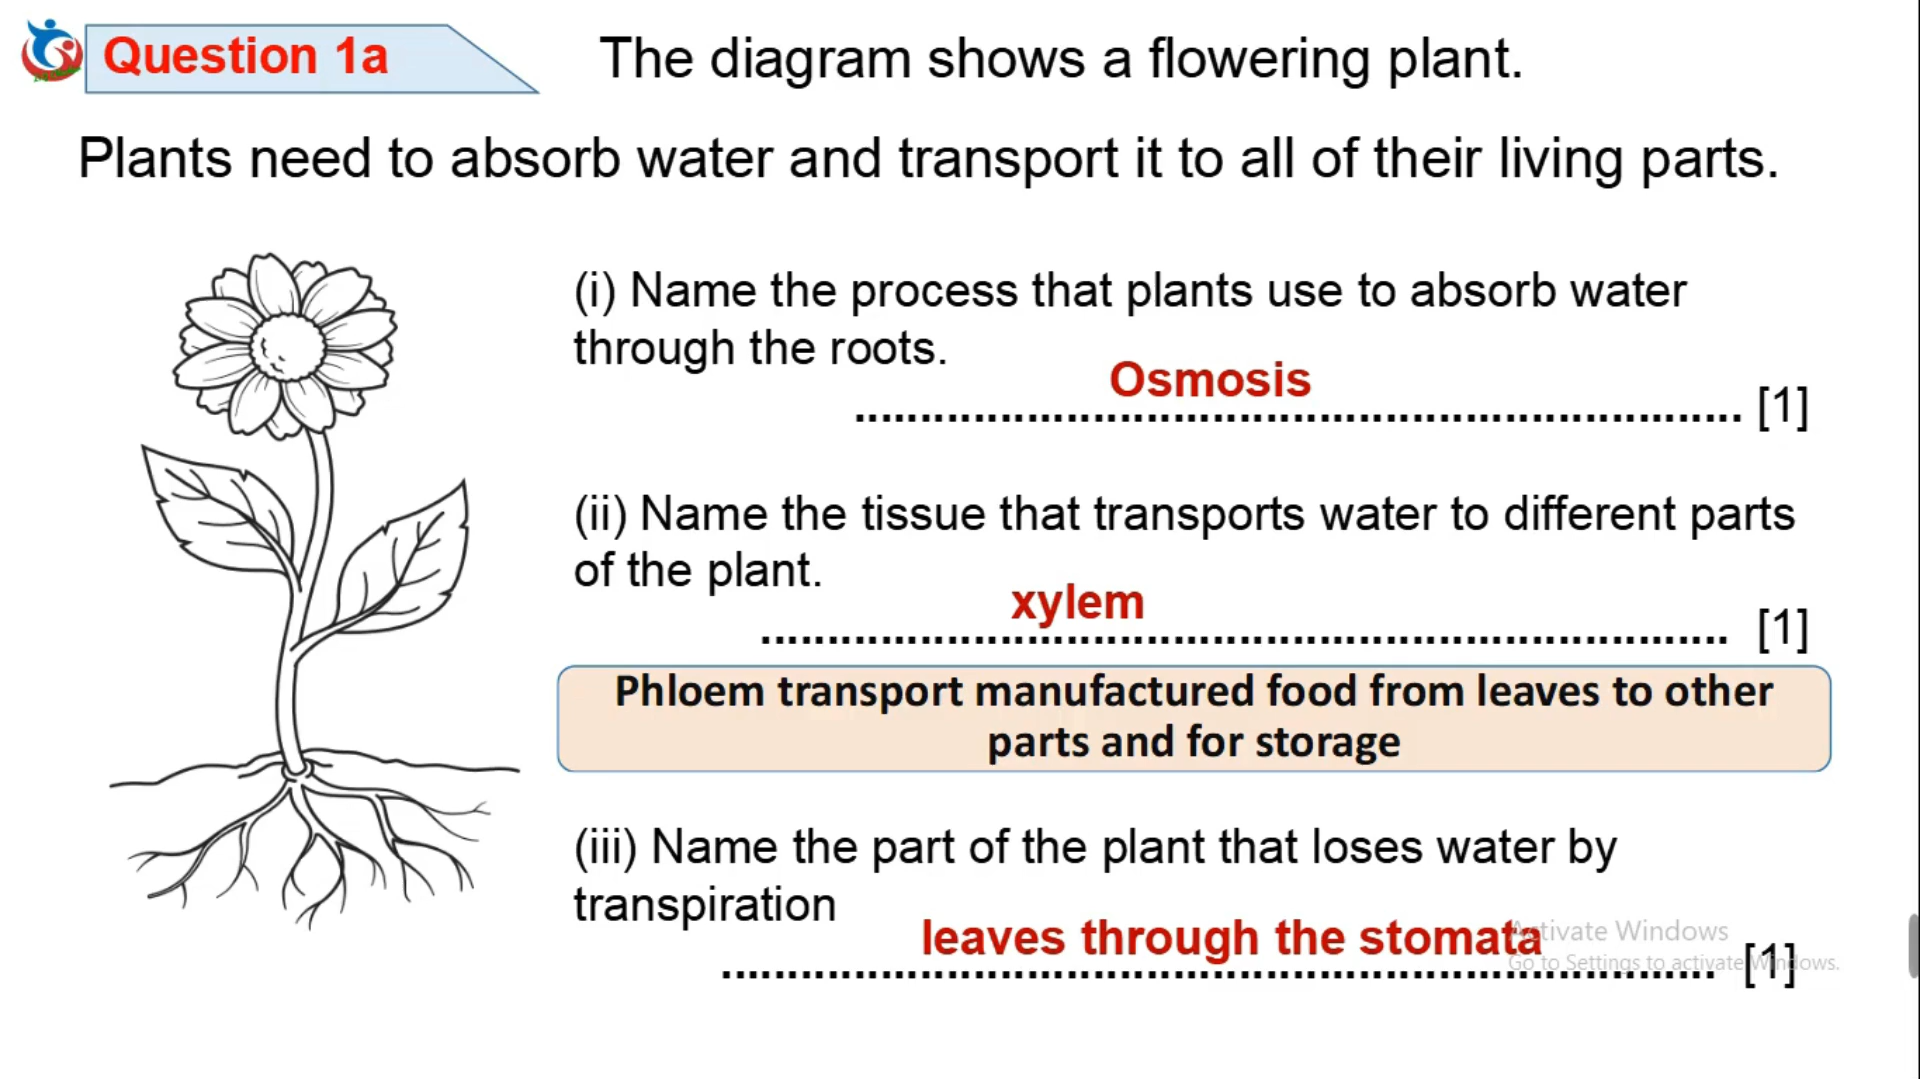 Question 1a
The diagram shows a flowering plant.
Plants need to absorb water and transport it to all of their living parts.
(i) Name the process that plants use to absorb water
through the roots.
Osmosis
........................................................................ [1]
(ii) Name the tissue that transports water to different parts
of the plant.
xylem
........................................................................ [1]
Phloem transport manufactured food from leaves to other
parts and for storage
(iii) Name the part of the plant that loses water by
transpiration
leaves through the stomata
........................................................................ [1]
Activate Windows
Go to Settings to activate Windows.